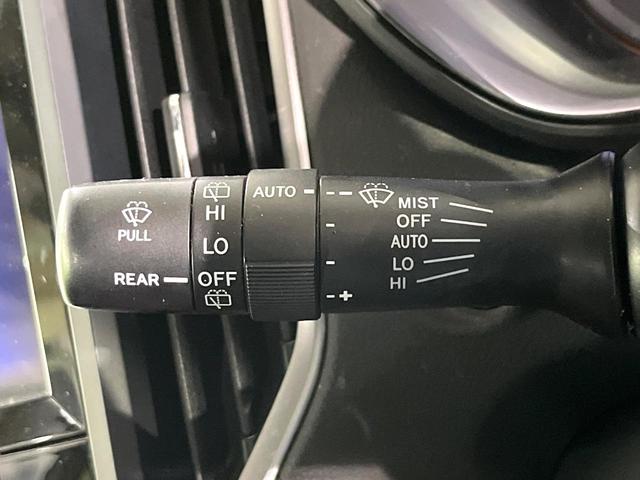 PULL
REAR
HI
LO
OFF
AUTO
--
-
-
-+
MIST
OFF
AUTO
LO
HI